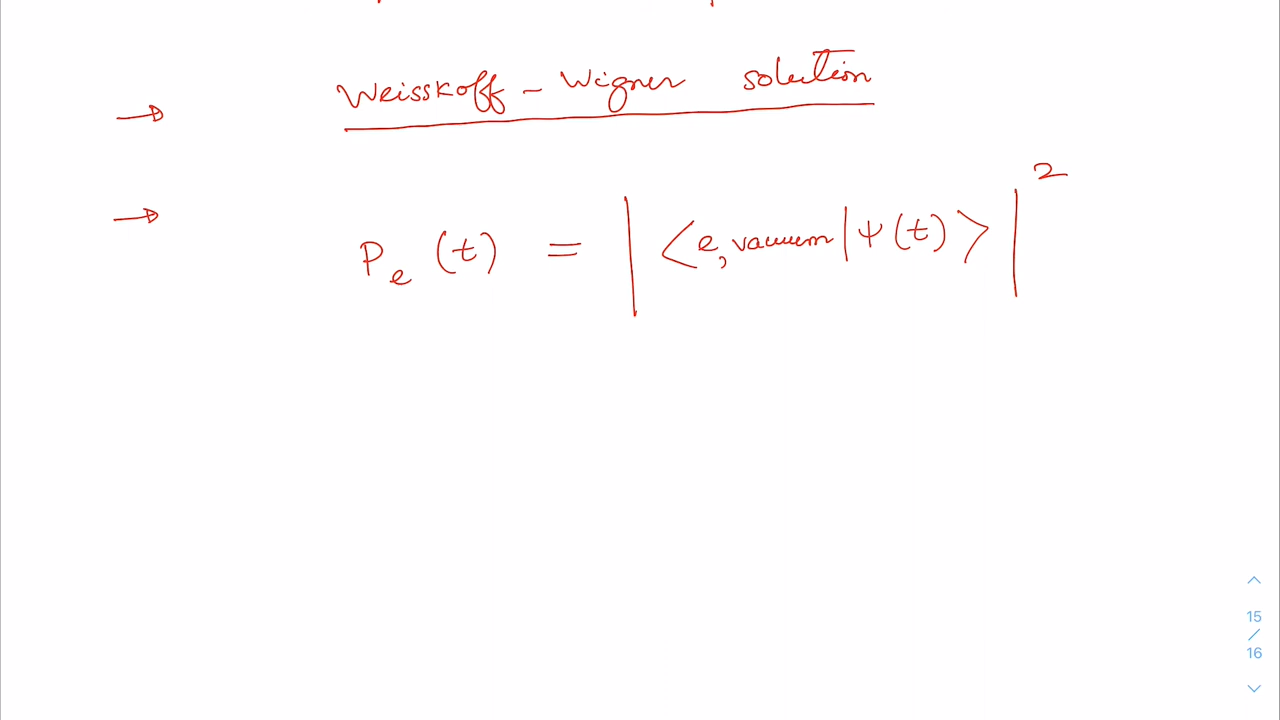 → Weisskoff - Wigner solution
→ P_e (t) = | <e, vacuum | ψ(t)> |^2
15
/
16